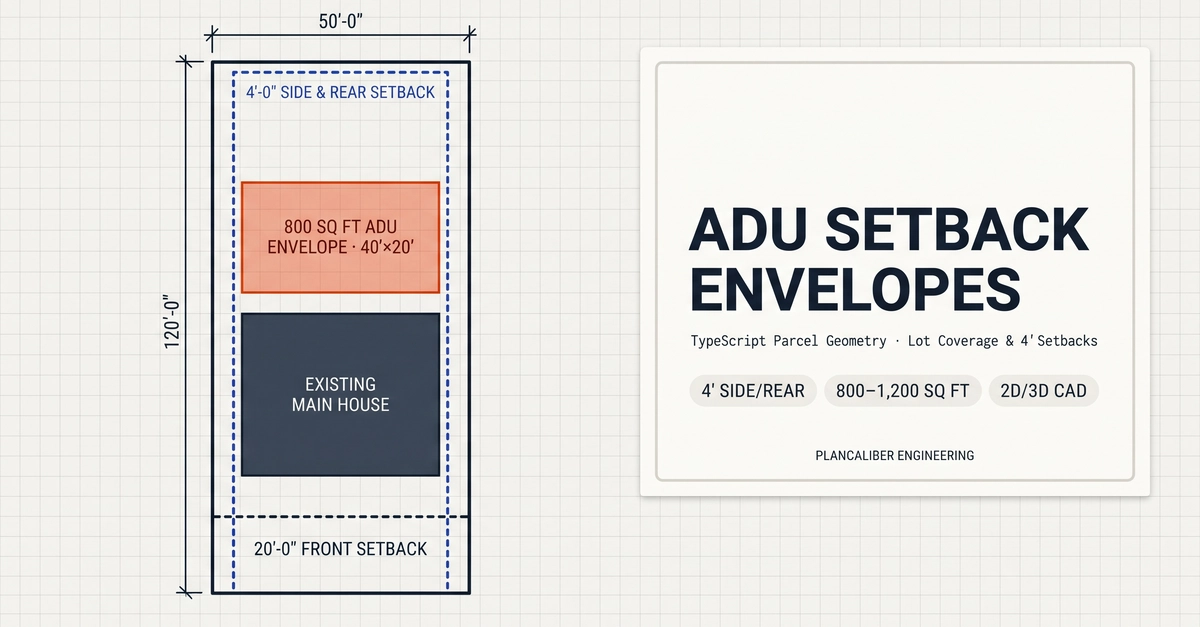 50'-0"
4'-0" SIDE & REAR SETBACK
800 SQ FT ADU
ENVELOPE · 40'×20'
120'-0"
EXISTING
MAIN HOUSE
20'-0" FRONT SETBACK
ADU SETBACK
ENVELOPES
TypeScript Parcel Geometry · Lot Coverage & 4' Setbacks
4' SIDE/REAR
800–1,200 SQ FT
2D/3D CAD
PLANCALIBER ENGINEERING